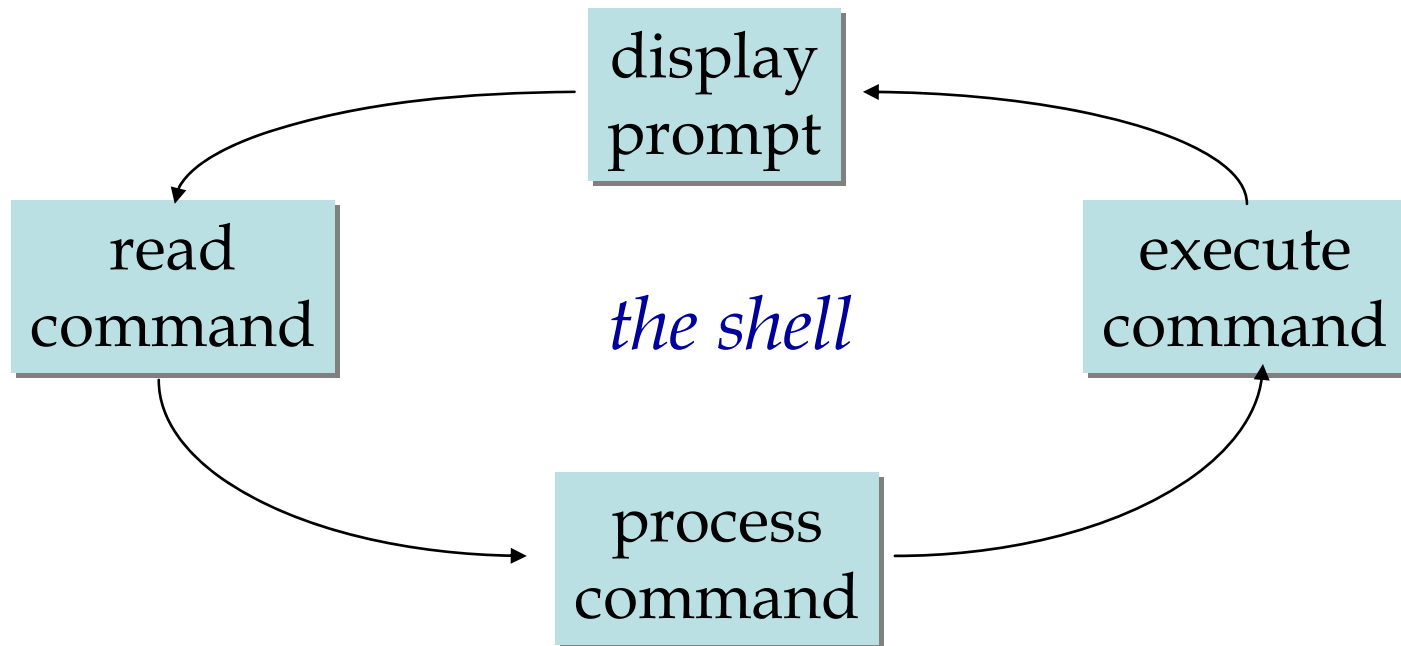 display
prompt
read
command
the shell
execute
command
process
command